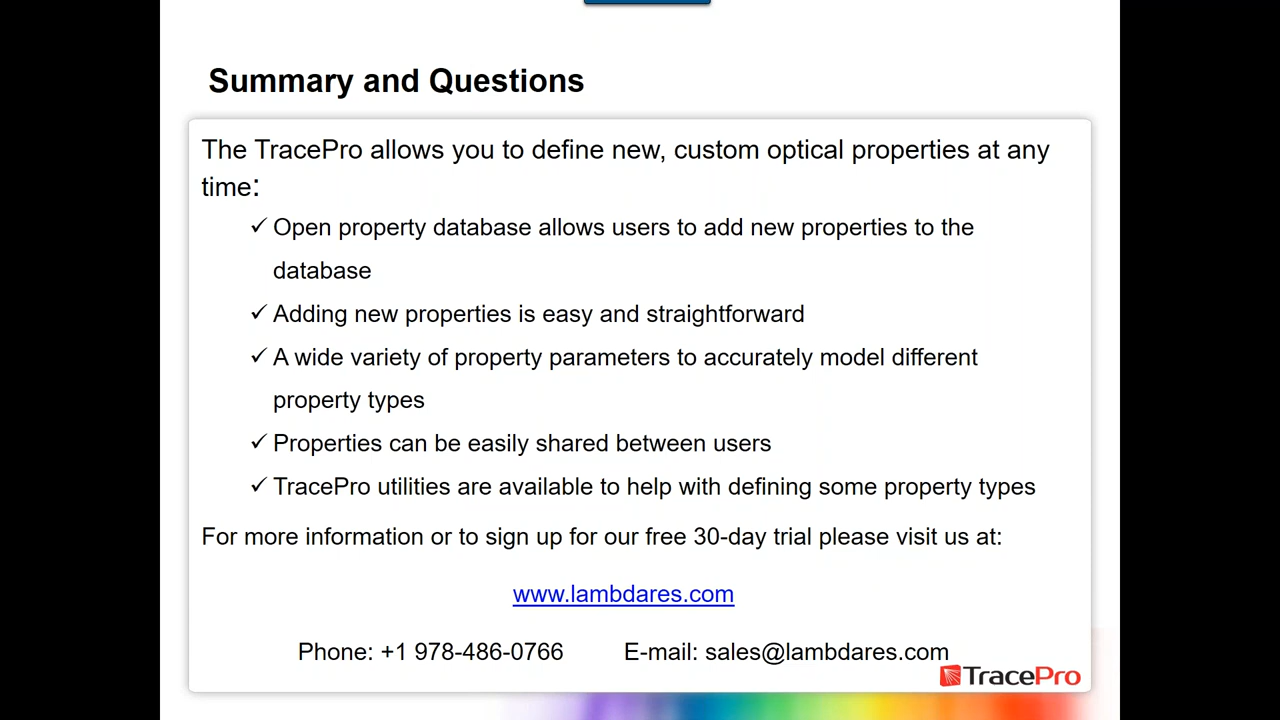 Summary and Questions
The TracePro allows you to define new, custom optical properties at any
time:
✓ Open property database allows users to add new properties to the
database
✓ Adding new properties is easy and straightforward
✓ A wide variety of property parameters to accurately model different
property types
✓ Properties can be easily shared between users
✓ TracePro utilities are available to help with defining some property types
For more information or to sign up for our free 30-day trial please visit us at:
www.lambdares.com
Phone: +1 978-486-0766 E-mail: sales@lambdares.com
TracePro